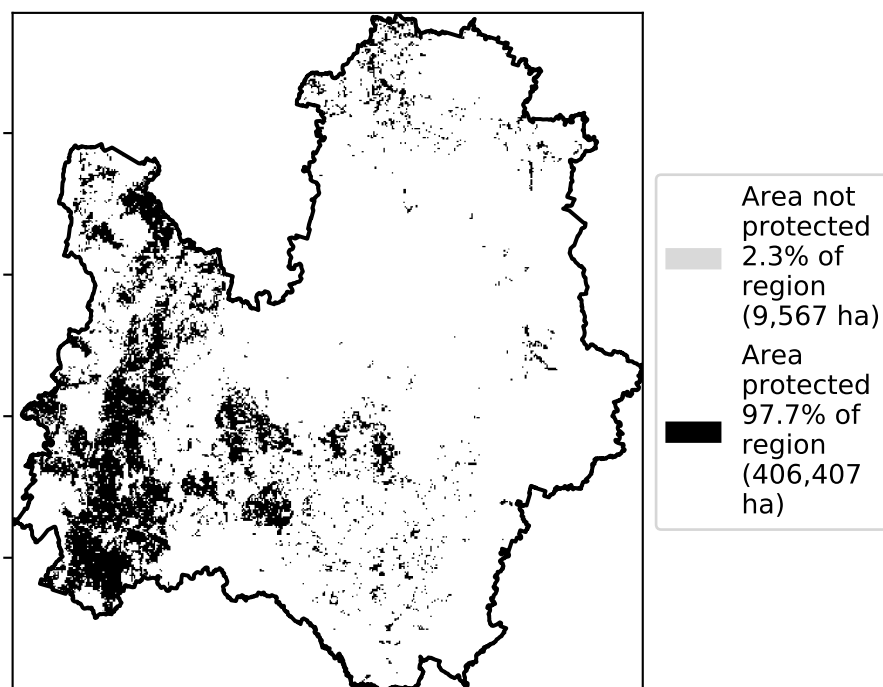 Area not
protected
2.3% of
region
(9,567 ha)
Area
protected
97.7% of
region
(406,407
ha)